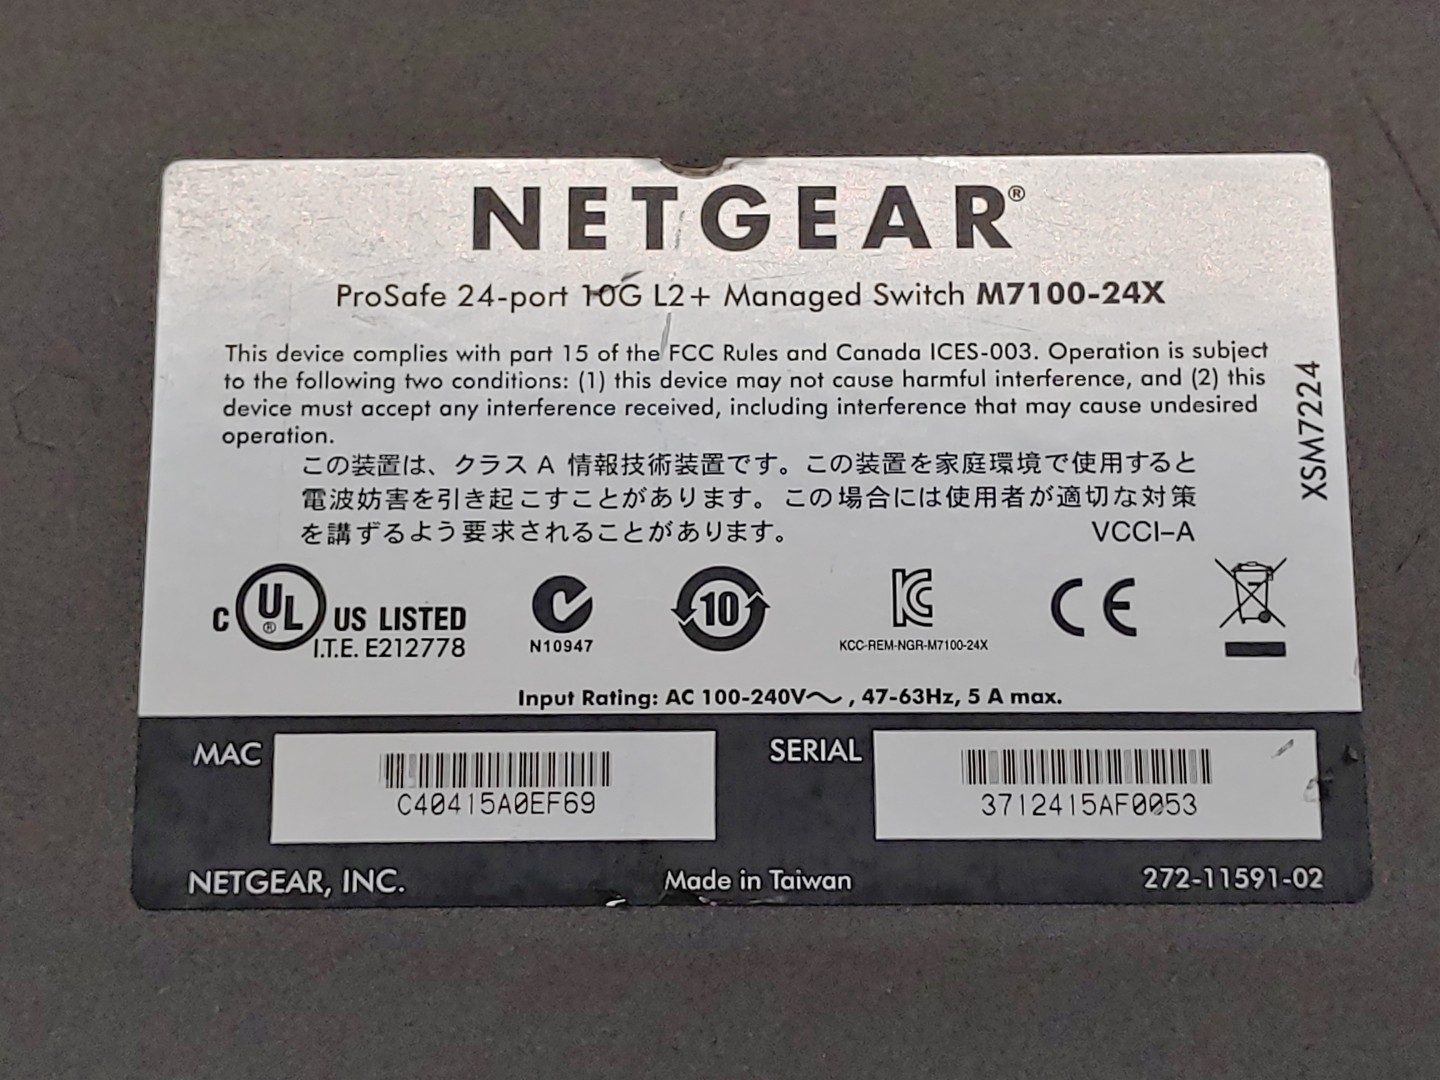 NETGEAR®
ProSafe 24-port 10G L2+ Managed Switch M7100-24X
This device complies with part 15 of the FCC Rules and Canada ICES-003. Operation is subject
to the following two conditions: (1) this device may not cause harmful interference, and (2) this
device must accept any interference received, including interference that may cause undesired
operation.
この装置は、クラス A 情報技術装置です。この装置を家庭環境で使用すると
電波妨害を引き起こすことがあります。この場合には使用者が適切な対策
を講ずるよう要求されることがあります。 VCCI-A
XSM7224
C UL® US LISTED
I.T.E. E212778
N10947
10
KCC-REM-NGR-M7100-24X
CE
Input Rating: AC 100-240V〜, 47-63Hz, 5 A max.
MAC
C40415A0EF69
SERIAL
3712415AF0053
NETGEAR, INC. Made in Taiwan 272-11591-02